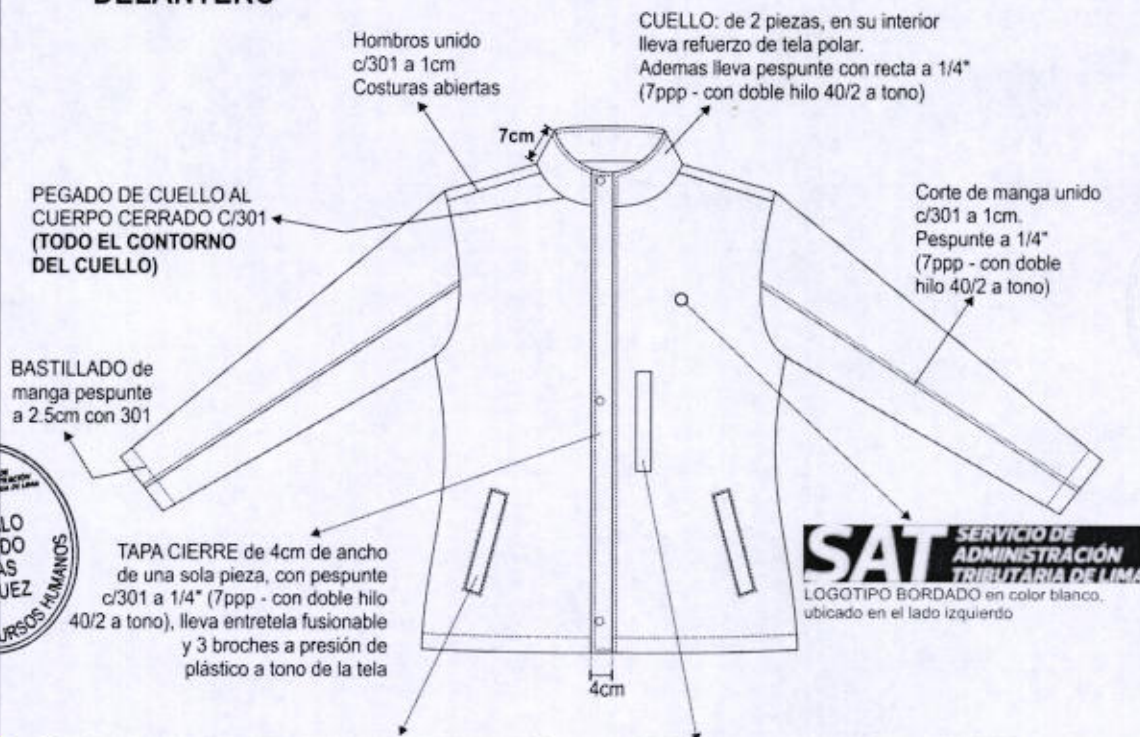 DELANTERO
CUELLO: de 2 piezas, en su interior
lleva refuerzo de tela polar.
Ademas lleva pespunte con recta a 1/4"
(7ppp - con doble hilo 40/2 a tono)
Hombros unido
c/301 a 1cm
Costuras abiertas
7cm
PEGADO DE CUELLO AL
CUERPO CERRADO C/301
(TODO EL CONTORNO
DEL CUELLO)
Corte de manga unido
c/301 a 1cm.
Pespunte a 1/4"
(7ppp - con doble
hilo 40/2 a tono)
BASTILLADO de
manga pespunte
a 2.5cm con 301
TAPA CIERRE de 4cm de ancho
de una sola pieza, con pespunte
c/301 a 1/4" (7ppp - con doble hilo
40/2 a tono), lleva entretela fusionable
y 3 broches a presión de
plástico a tono de la tela
4cm
SAT SERVICIO DE
ADMINISTRACIÓN
TRIBUTARIA DE LIMA
LOGOTIPO BORDADO en color blanco,
ubicado en el lado izquierdo
LO
DO
AS
UEZ
URSOS HUMANOS